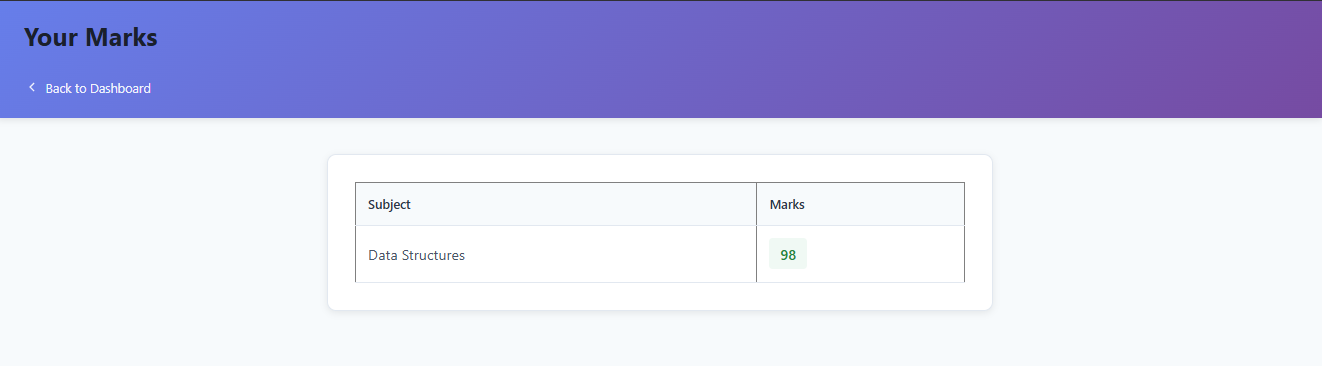 Your Marks
Back to Dashboard
Subject Marks
Data Structures 98